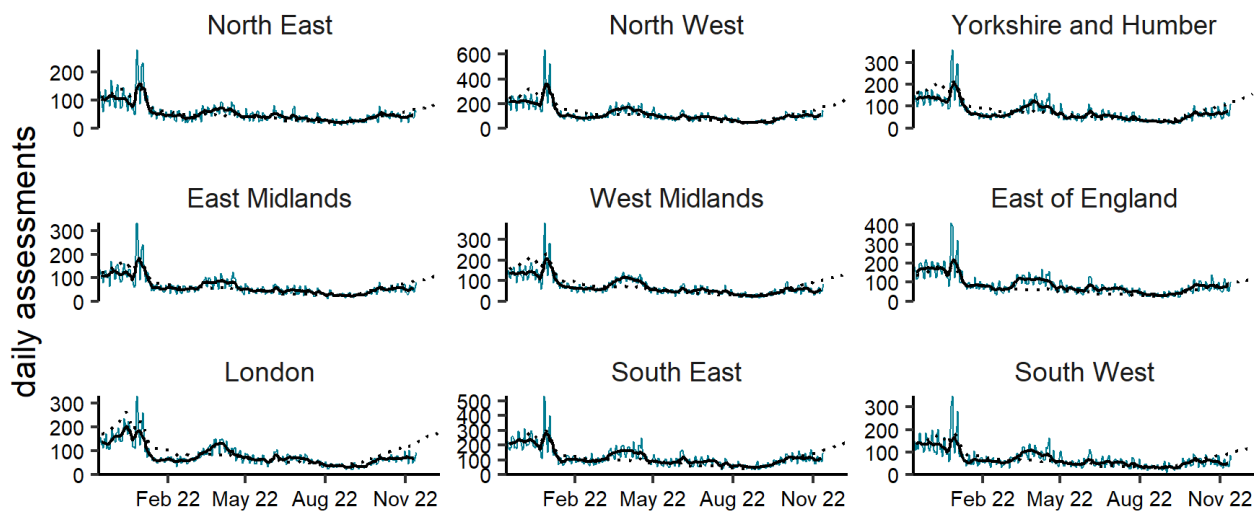 North East
North West
Yorkshire and Humber
200
100
0
600
400
200
0
300
200
100
0
East Midlands
West Midlands
East of England
300
200
100
0
300
200
100
0
400
300
200
100
0
London
South East
South West
300
200
100
0
500
400
300
200
100
0
300
200
100
0
Feb 22 May 22 Aug 22 Nov 22
Feb 22 May 22 Aug 22 Nov 22
Feb 22 May 22 Aug 22 Nov 22
daily assessments